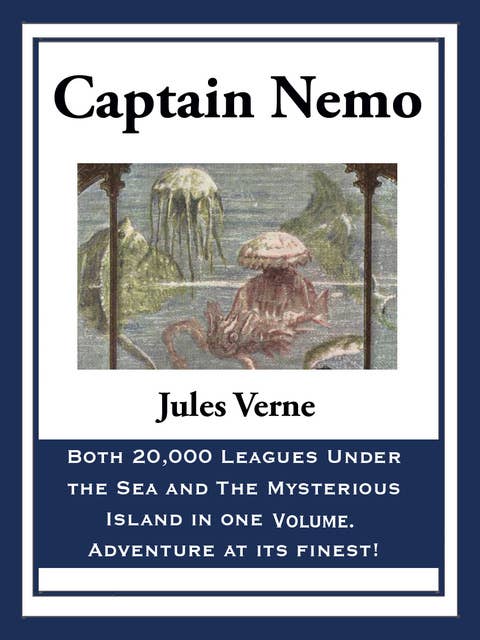 Captain Nemo
Jules Verne
Both 20,000 Leagues Under
the Sea and The Mysterious
Island in one Volume.
Adventure at its finest!